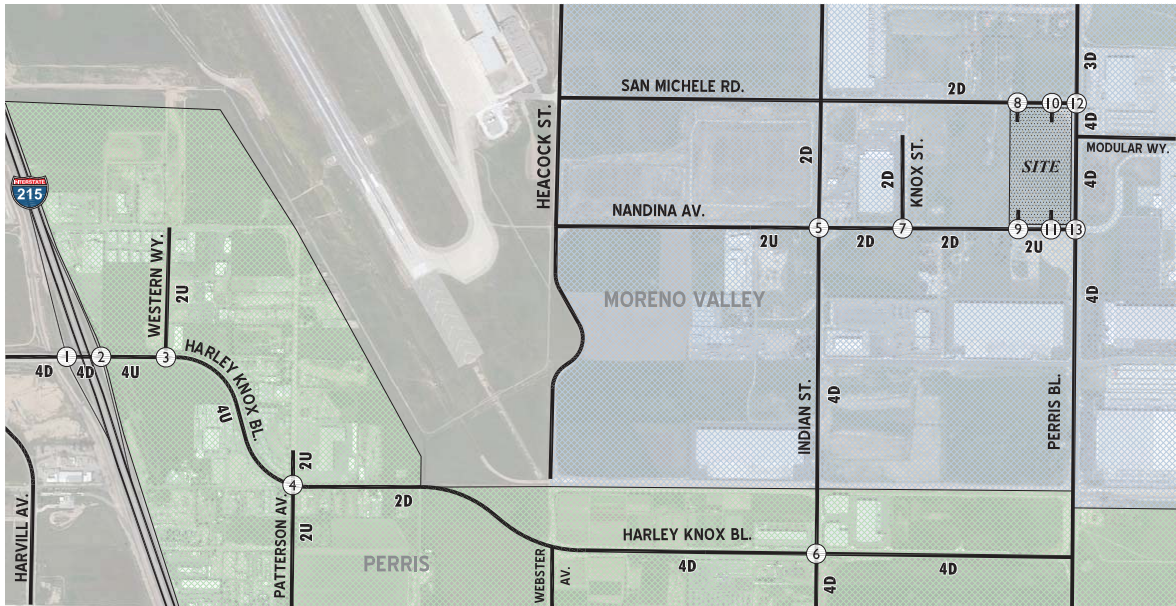 SAN MICHELE RD.
2D
3D
8
10
12
4D
MODULAR WY.
HEACOCK ST.
2D
2D
KNOX ST.
SITE
4D
INTERSTATE
215
NANDINA AV.
2U
5
2D
7
2D
9
2U
11
13
WESTERN WY.
2U
MORENO VALLEY
4D
1
4D
2
4D
4U
3
HARLEY KNOX BL.
4U
INDIAN ST.
4D
PERRIS BL.
HARVILL AV.
PATTERSON AV.
2U
4
2U
2D
PERRIS
WEBSTER
AV.
HARLEY KNOX BL.
4D
6
4D
4D